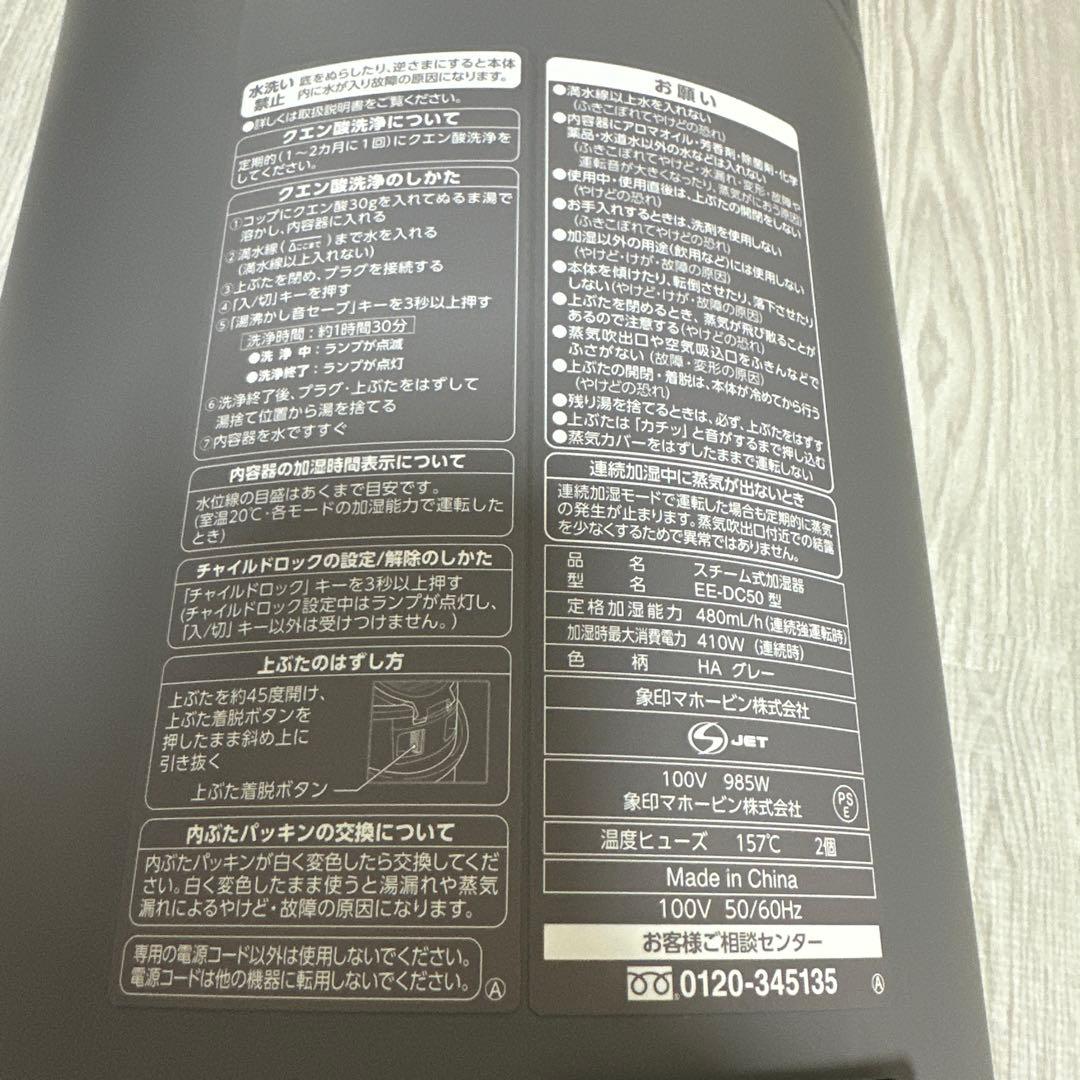 水洗い禁止
底をぬらしたり、逆さまにすると本体
内に水が入り故障の原因になります。
●詳しくは取扱説明書をご覧ください。
クエン酸洗浄について
定期的(1~2カ月に1回)にクエン酸洗浄を
してください。
クエン酸洗浄のしかた
①コップにクエン酸30gを入れてぬるま湯で
溶かし、内容器に入れる
②満水線(△ここまで)まで水を入れる
(満水線以上入れない)
③上ぶたを閉め、プラグを接続する
④「入/切」キーを押す
⑤「湯沸かし音セーブ」キーを3秒以上押す
洗浄時間:約1時間30分
●洗浄中:ランプが点滅
●洗浄終了:ランプが点灯
⑥洗浄終了後、プラグ・上ぶたをはずして
湯捨て位置から湯を捨てる
⑦内容器を水ですすぐ
内容器の加湿時間表示について
水位線の目盛はあくまで目安です。
(室温20℃・各モードの加湿能力で運転した
とき)
チャイルドロックの設定/解除のしかた
「チャイルドロック」キーを3秒以上押す
(チャイルドロック設定中はランプが点灯し、
「入/切」キー以外は受けつけません。)
上ぶたのはずし方
上ぶたを約45度開け、
上ぶた着脱ボタンを
押したまま斜め上に
引き抜く
上ぶた着脱ボタン
内ぶたパッキンの交換について
内ぶたパッキンが白く変色したら交換してくだ
さい。白く変色したまま使うと湯漏れや蒸気
漏れによるやけど・故障の原因になります。
専用の電源コード以外は使用しないでください。
電源コードは他の機器に転用しないでください。
Ⓐ
お願い
●満水線以上水を入れない
(ふきこぼれてやけどの恐れ)
●内容器にアロマオイル・芳香剤・除菌剤・化学
薬品・水道水以外の水などは入れない
(ふきこぼれてやけど・水漏れ・変形・故障や
運転音が大きくなったり、蒸気がにおう原因)
●使用中・使用直後は、上ぶたの開閉をしない
(やけどの恐れ)
●お手入れするときは、洗剤を使用しない
(ふきこぼれてやけどの恐れ)
●加湿以外の用途(飲用など)には使用しない
(やけど・けが・故障の原因)
●本体を傾けたり、転倒させたり、落下させたり
しない(やけど・けが・故障の原因)
●上ぶたを閉めるときに、蒸気が飛び散ることが
あるので注意する(やけどの恐れ)
●蒸気吹出口や空気吸込口をふきんなどで
ふさがない(故障・変形の原因)
●上ぶたの開閉・着脱は、本体が冷めてから行う
(やけどの恐れ)
●残り湯を捨てるときは、必ず、上ぶたをはずす
●上ぶたは「カチッ」と音がするまで押し込む
●蒸気カバーをはずしたままで運転しない
連続加湿中に蒸気が出ないとき
連続加湿モードで運転した場合も定期的に蒸気
の発生が止まります。蒸気吹出口付近での結露
を少なくするためで異常ではありません。
品名 スチーム式加湿器
型名 EE-DC50型
定格加湿能力 480mL/h(連続強運転時)
加湿時最大消費電力 410W(連続時)
色柄 HA グレー
象印マホービン株式会社
JET
100V 985W
象印マホービン株式会社
PSE
温度ヒューズ 157℃ 2個
Made in China
100V 50/60Hz
お客様ご相談センター
0120-345135
Ⓐ